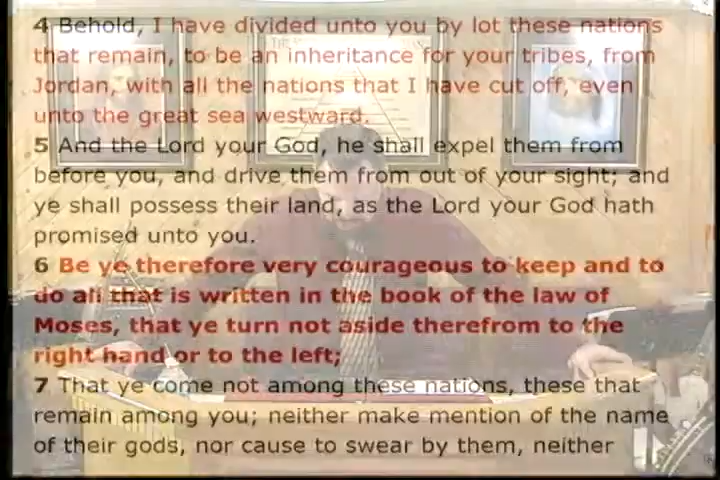 4 Behold, I have divided unto you by lot these nations
that remain, to be an inheritance for your tribes, from
Jordan, with all the nations that I have cut off, even
unto the great sea westward.
5 And the Lord your God, he shall expel them from
before you, and drive them from out of your sight; and
ye shall possess their land, as the Lord your God hath
promised unto you.
6 Be ye therefore very courageous to keep and to
do all that is written in the book of the law of
Moses, that ye turn not aside therefrom to the
right hand or to the left;
7 That ye come not among these nations, these that
remain among you; neither make mention of the name
of their gods, nor cause to swear by them, neither